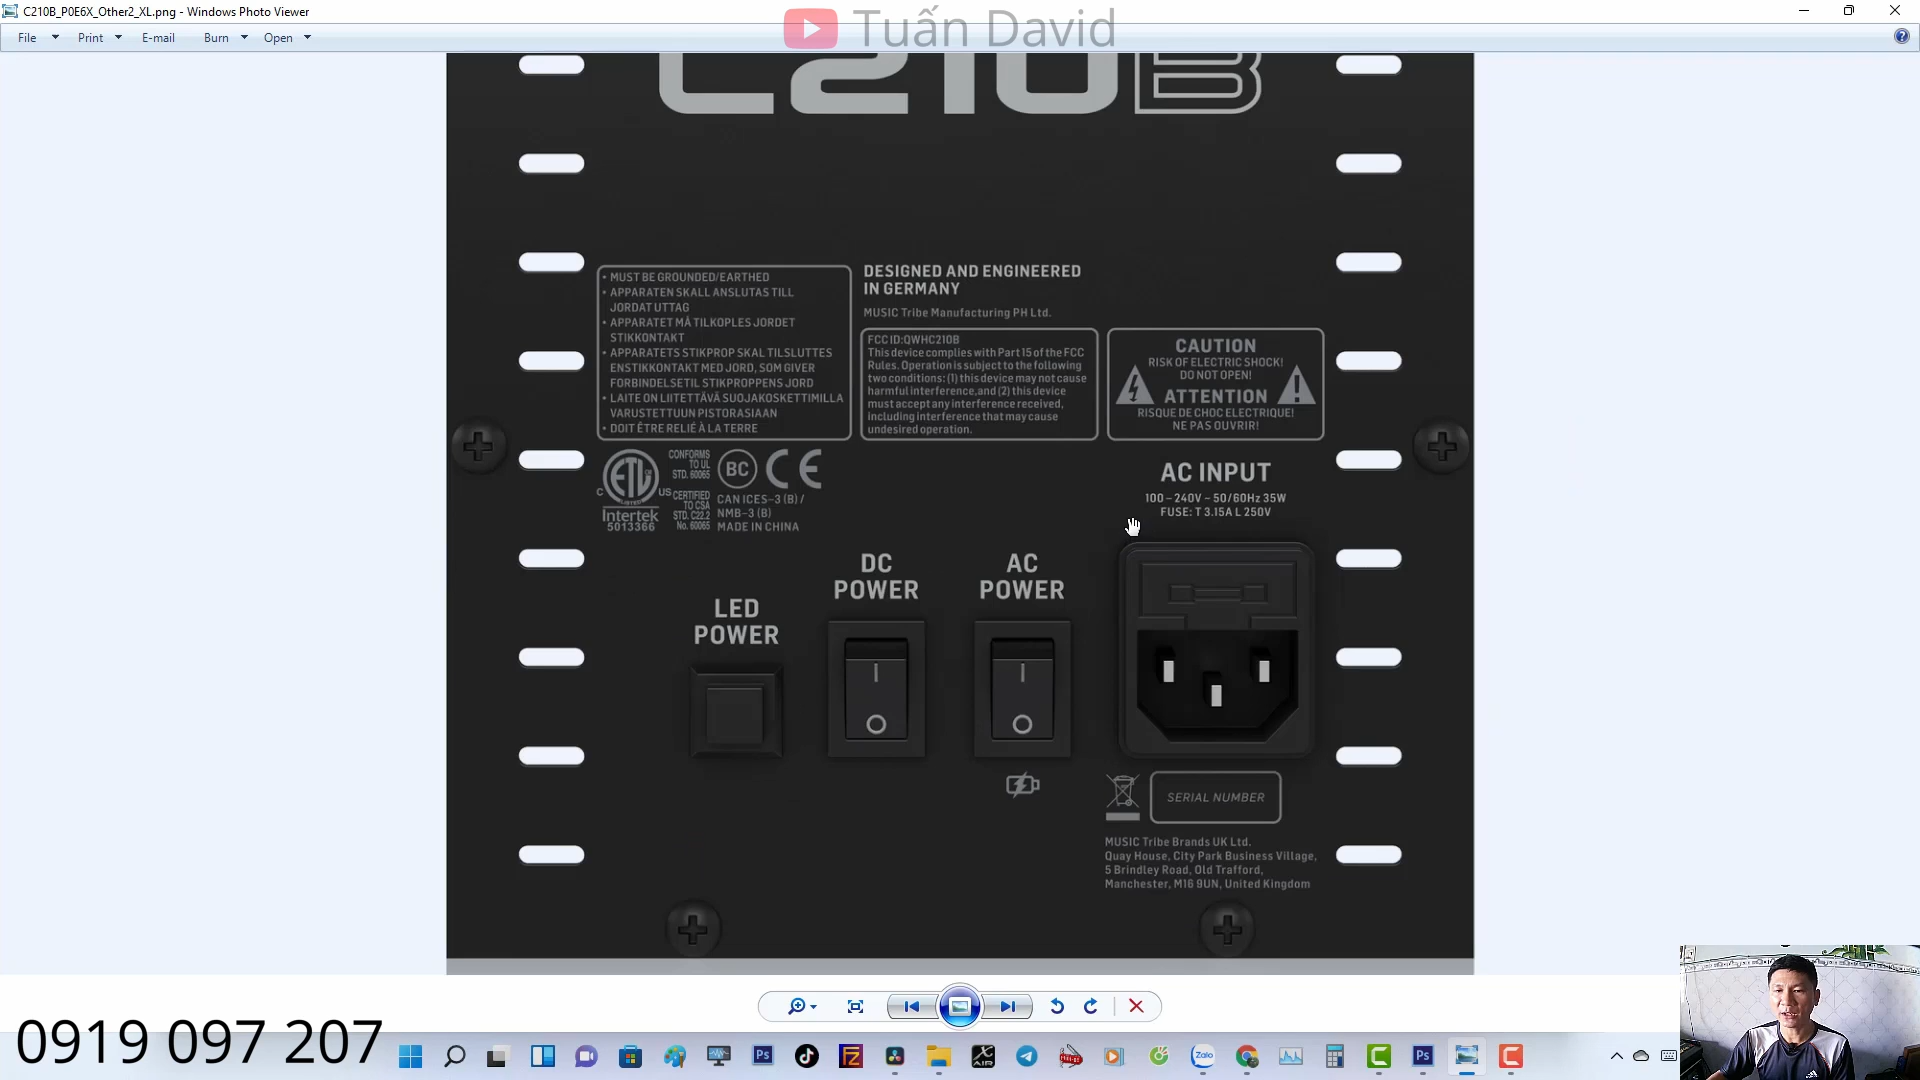 C210B_P0E6X_Other2_XL.png - Windows Photo Viewer
Tuấn David
File Print E-mail Burn Open
C210B
• MUST BE GROUNDED/EARTHED
• APPARATEN SKALL ANSLUTAS TILL
JORDAT UTTAG
• APPARATET MÅ TILKOPLES JORDET
STIKKONTAKT
• APPARATETS STIKPROP SKAL TILSLUTTES
ENSTIKKONTAKT MED JORD, SOM GIVER
FORBINDELSETIL STIKPROPPENS JORD
• LAITE ON LIITETTÄVÄ SUOJAKOSKETTIMILLA
VARUSTETTUUN PISTORASIAAN
• DOIT ÊTRE RELIÉ À LA TERRE
DESIGNED AND ENGINEERED
IN GERMANY
MUSIC Tribe Manufacturing PH Ltd.
FCC ID:QWHC210B
This device complies with Part 15 of the FCC
Rules. Operation is subject to the following
two conditions: (1) this device may not cause
harmful interference,and (2) this device
must accept any interference received,
including interference that may cause
undesired operation.
CAUTION
RISK OF ELECTRIC SHOCK!
DO NOT OPEN!
ATTENTION
RISQUE DE CHOC ELECTRIQUE!
NE PAS OUVRIR!
C ETL US
LISTED
Intertek
5013366
CONFORMS
TO UL
STD. 60065
CERTIFIED
TO CSA
STD. C22.2
No. 60065
BC CE
CAN ICES-3 (B) /
NMB-3 (B)
MADE IN CHINA
AC INPUT
100 – 240V ~ 50/60Hz 35W
FUSE: T 3.15A L 250V
LED
POWER
DC
POWER
AC
POWER
SERIAL NUMBER
MUSIC Tribe Brands UK Ltd.
Quay House, City Park Business Village,
5 Brindley Road, Old Trafford,
Manchester, M16 9UN, United Kingdom
0919 097 207
Ps
Zalo
Ps